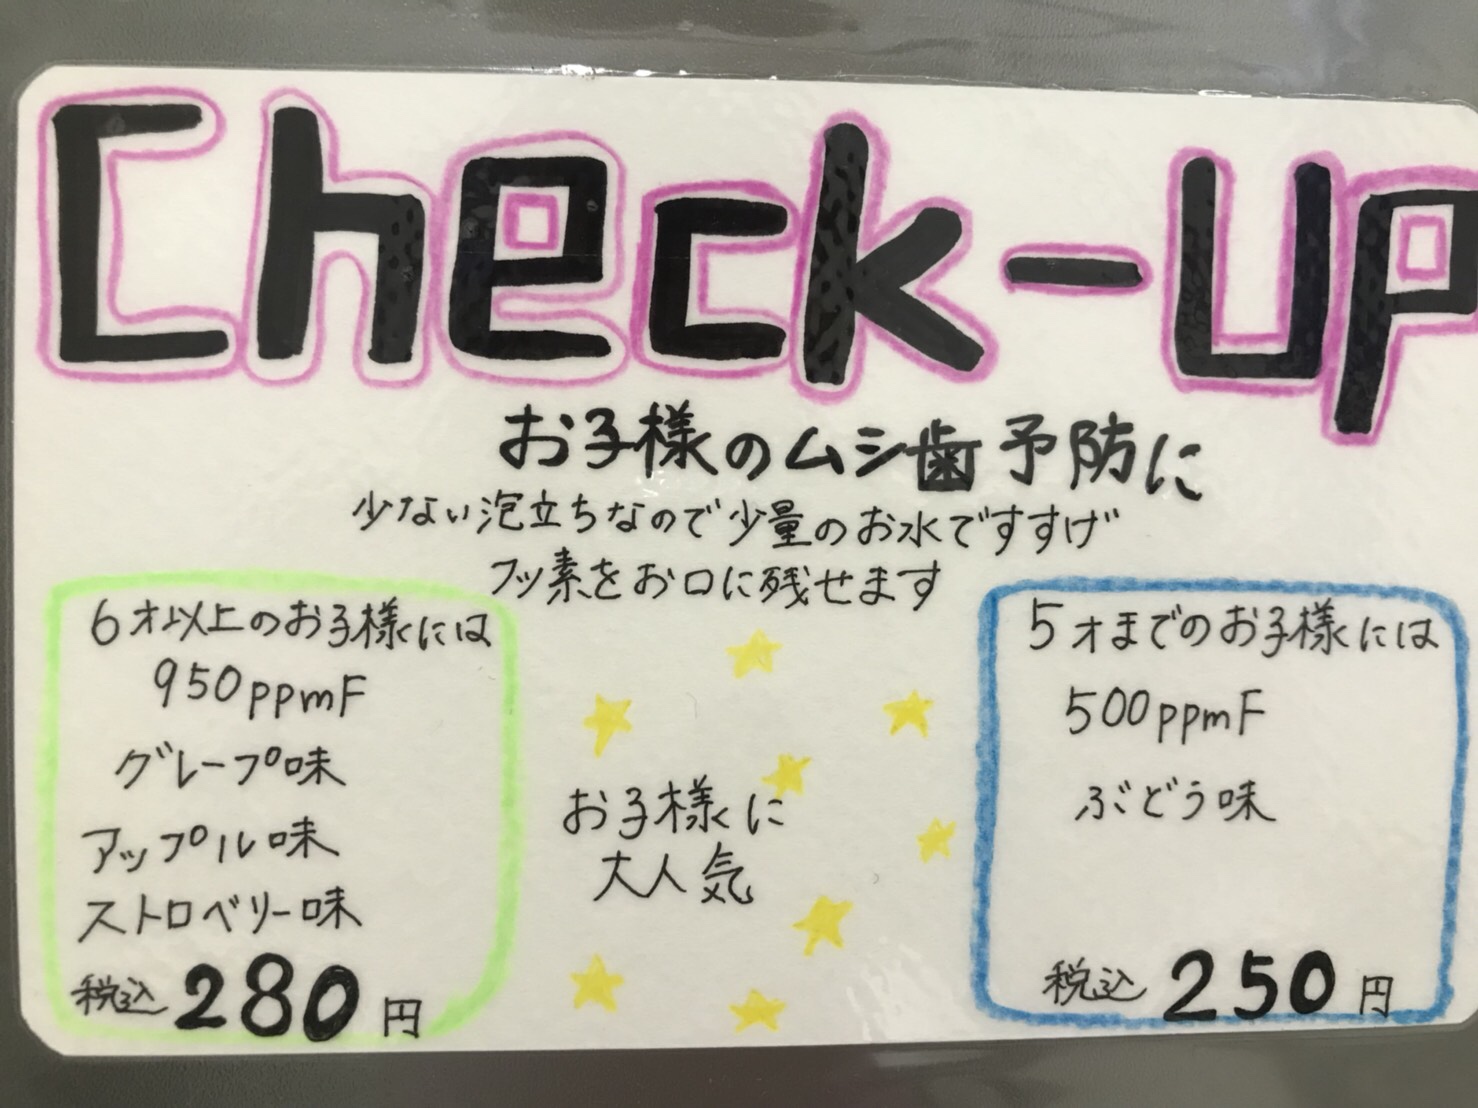 Check-up
お子様のムシ歯予防に
少ない泡立ちなので少量のお水ですすげ
フッ素をお口に残せます
6才以上のお子様には
950ppmF
グレープ味
アップル味
ストロベリー味
税込280円
お子様に
大人気
5才までのお子様には
500ppmF
ぶどう味
税込250円